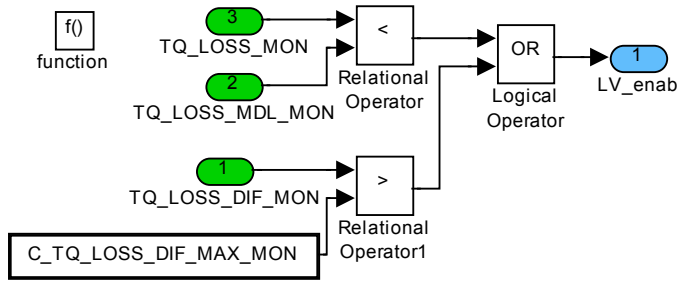 f()
function
3
TQ_LOSS_MON
2
TQ_LOSS_MDL_MON
<
Relational
Operator
OR
Logical
Operator
1
LV_enab
1
TQ_LOSS_DIF_MON
>
Relational
Operator1
C_TQ_LOSS_DIF_MAX_MON